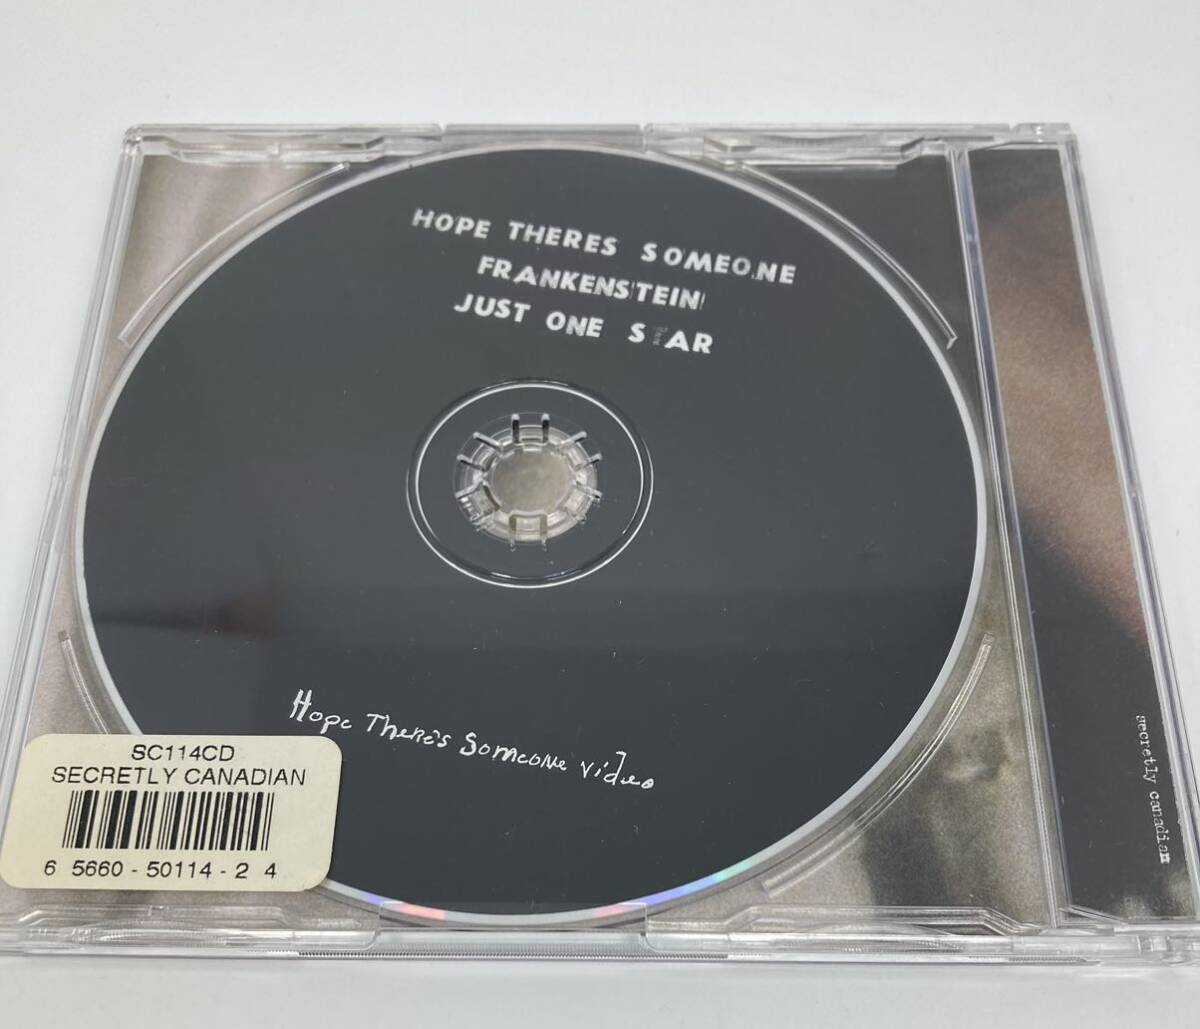 HOPE THERES SOMEONE
FRANKENSTEIN
JUST ONE STAR
Hope There's Someone video
SC114CD
SECRETLY CANADIAN
6 5660 - 50114 - 2 4
secretly canadian